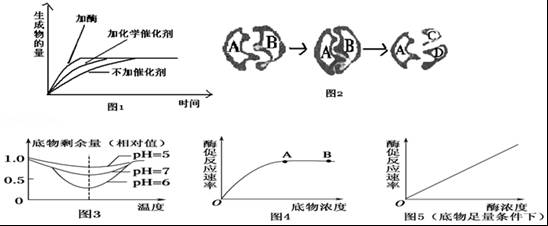 生成物的量
加酶
加化学催化剂
不加催化剂
时间
图1
A B A B A C D
图2
底物剩余量（相对值）
1.0
0.5
0
pH=5
pH=7
pH=6
图3 温度
酶促反应速率
A B
O
图4 底物浓度
酶促反应速率
O
酶浓度
图5（底物足量条件下）